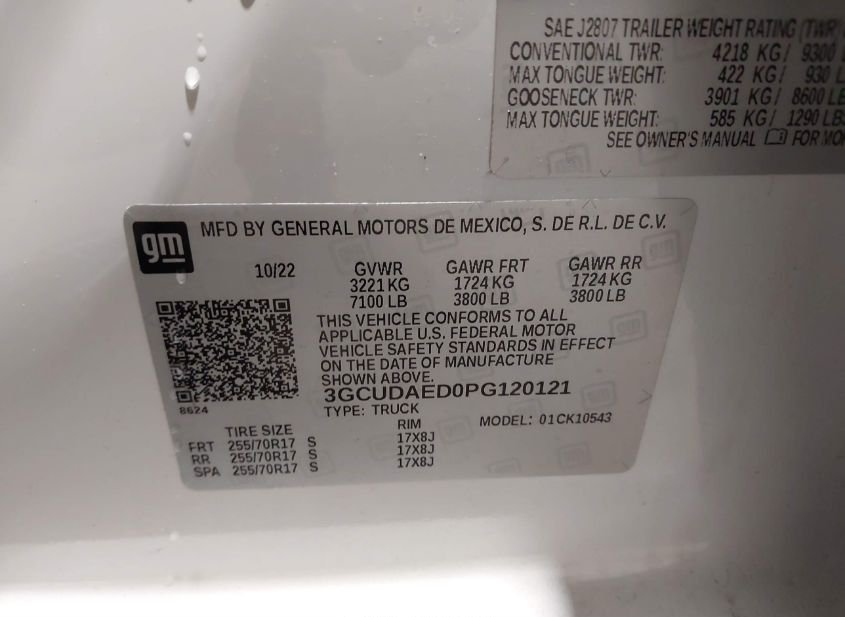 SAE J2807 TRAILER WEIGHT RATING (TWR
CONVENTIONAL TWR: 4218 KG/ 9300
MAX TONGUE WEIGHT: 422 KG/ 930 L
GOOSENECK TWR: 3901 KG/ 8600 LB
MAX TONGUE WEIGHT: 585 KG/ 1290 LBS
SEE OWNER'S MANUAL FOR MO
gm
MFD BY GENERAL MOTORS DE MEXICO, S. DE R.L. DE C.V.
10/22 GVWR GAWR FRT GAWR RR
3221 KG 1724 KG 1724 KG
7100 LB 3800 LB 3800 LB
THIS VEHICLE CONFORMS TO ALL
APPLICABLE U.S. FEDERAL MOTOR
VEHICLE SAFETY STANDARDS IN EFFECT
ON THE DATE OF MANUFACTURE
SHOWN ABOVE.
3GCUDAED0PG120121
8624
TYPE: TRUCK
MODEL: 01CK10543
TIRE SIZE RIM
FRT 255/70R17 S 17X8J
RR 255/70R17 S 17X8J
SPA 255/70R17 S 17X8J